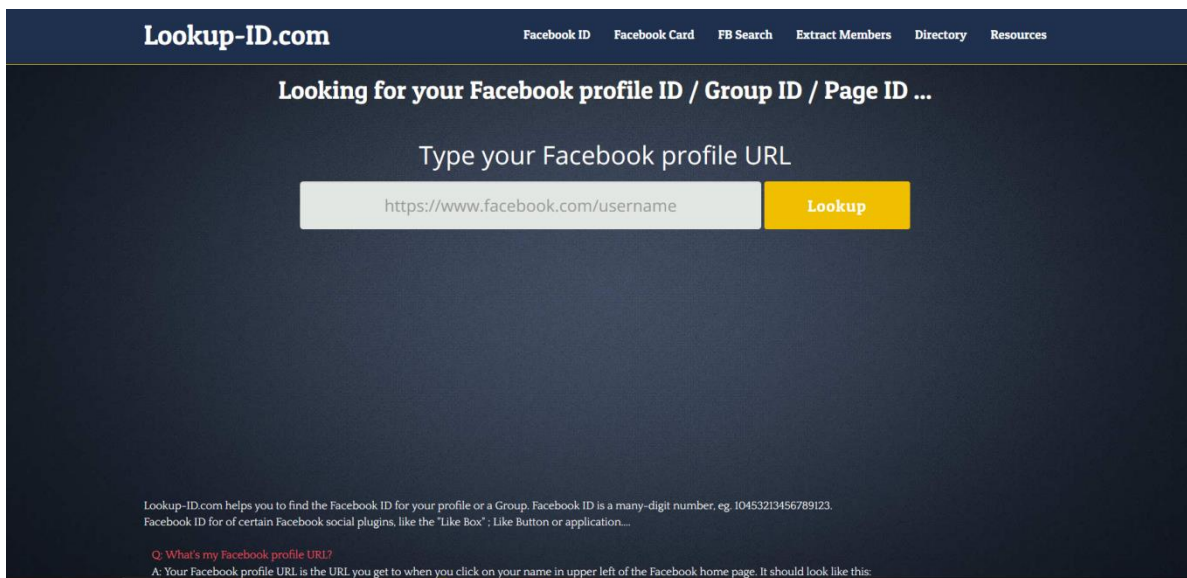 Lookup-ID.com
Facebook ID Facebook Card FB Search Extract Members Directory Resources
Looking for your Facebook profile ID / Group ID / Page ID ...
Type your Facebook profile URL
https://www.facebook.com/username
Lookup
Lookup-ID.com helps you to find the Facebook ID for your profile or a Group. Facebook ID is a many-digit number, eg. 10453213456789123.
Facebook ID for of certain Facebook social plugins, like the "Like Box" ; Like Button or application....
Q: What's my Facebook profile URL?
A: Your Facebook profile URL is the URL you get to when you click on your name in upper left of the Facebook home page. It should look like this: